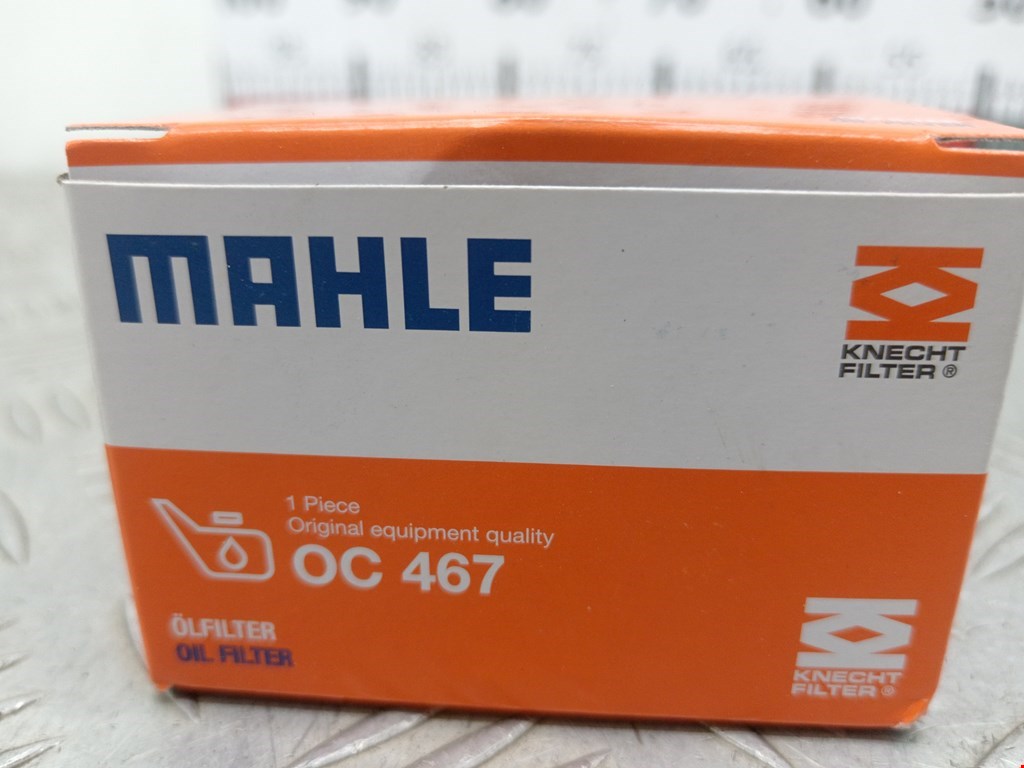 MAHLE
KNECHT
FILTER®
1 Piece
Original equipment quality
OC 467
ÖLFILTER
OIL FILTER
KNECHT
FILTER®